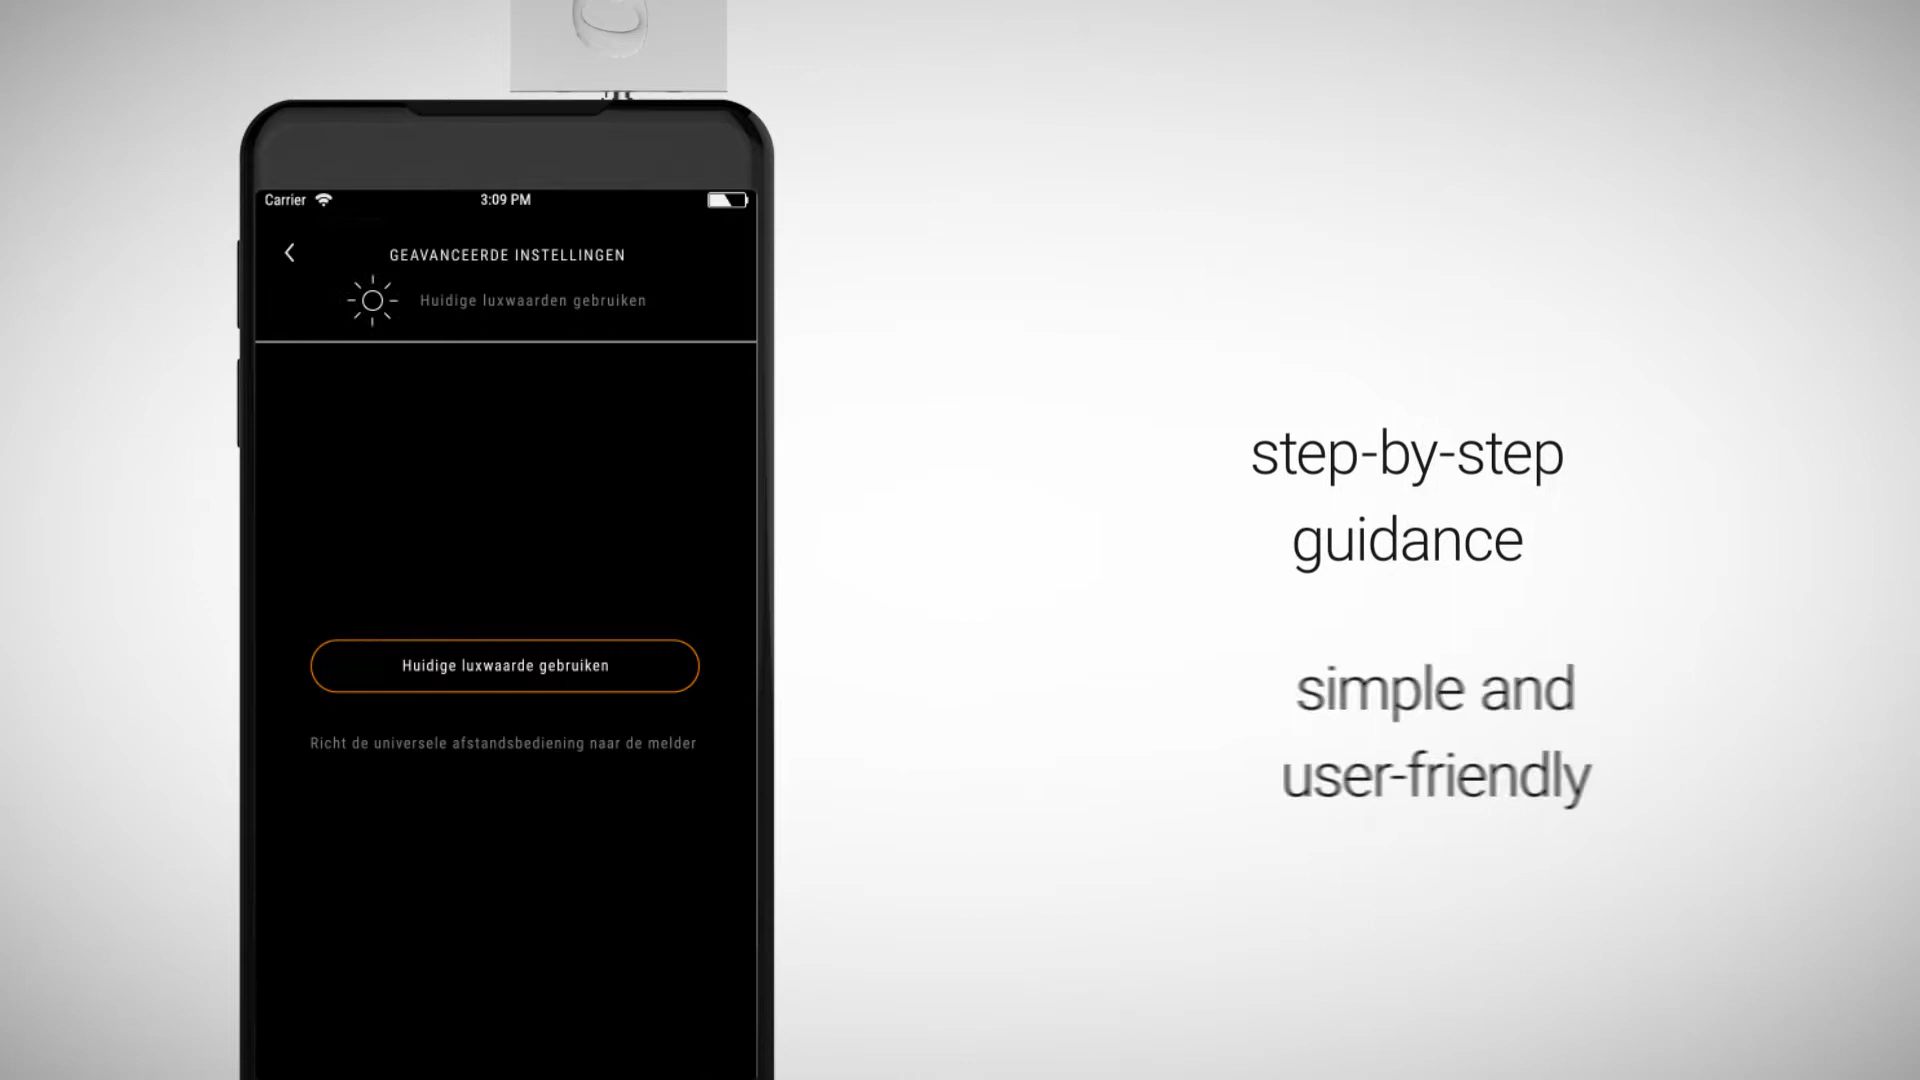 Carrier
3:09 PM
GEAVANCEERDE INSTELLINGEN
Huidige luxwaarden gebruiken
Huidige luxwaarde gebruiken
Richt de universele afstandsbediening naar de melder
step-by-step
guidance
simple and
user-friendly